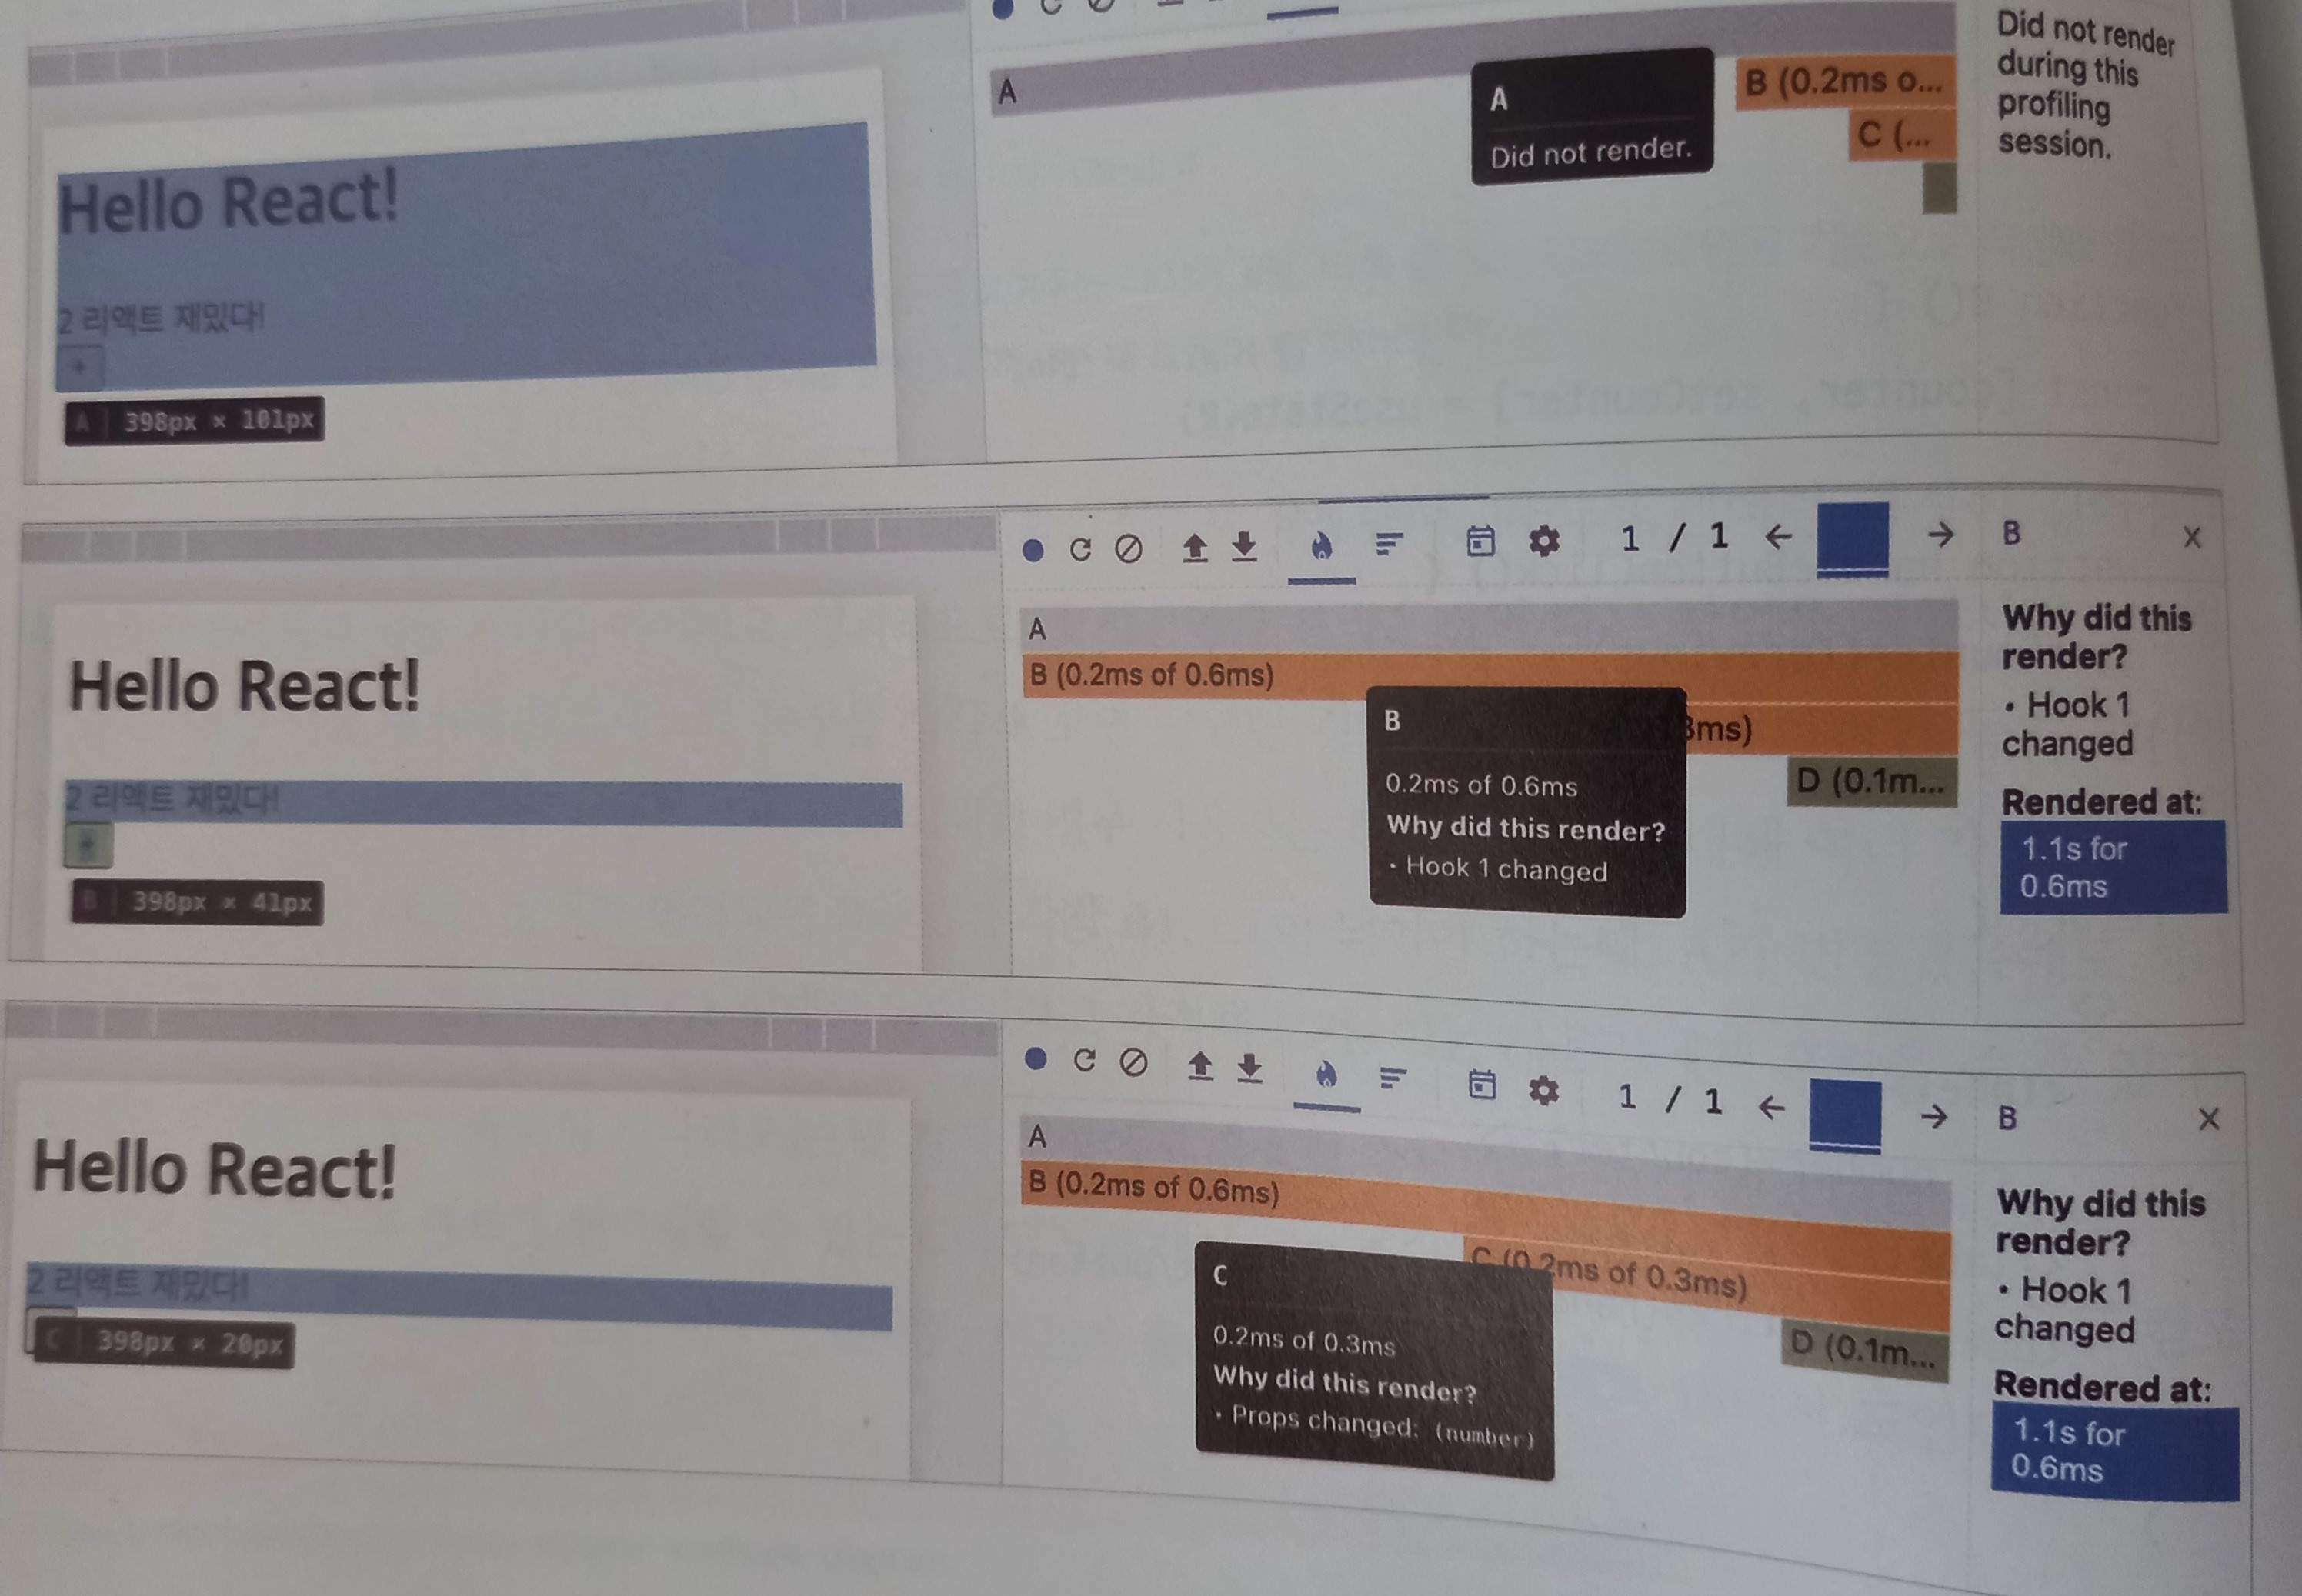 Hello React!
2 리액트 재밌다!
+
A 398px × 101px
A
A
Did not render.
B (0.2ms o...
C (...
Did not render
during this
profiling
session.
Hello React!
2 리액트 재밌다!
+
B 398px × 41px
1 / 1
A
B (0.2ms of 0.6ms)
3ms)
D (0.1m...
B
0.2ms of 0.6ms
Why did this render?
• Hook 1 changed
B ×
Why did this
render?
• Hook 1
changed
Rendered at:
1.1s for
0.6ms
Hello React!
2 리액트 재밌다!
C 398px × 20px
1 / 1
A
B (0.2ms of 0.6ms)
C (0.2ms of 0.3ms)
D (0.1m...
C
0.2ms of 0.3ms
Why did this render?
• Props changed: (number)
B ×
Why did this
render?
• Hook 1
changed
Rendered at:
1.1s for
0.6ms